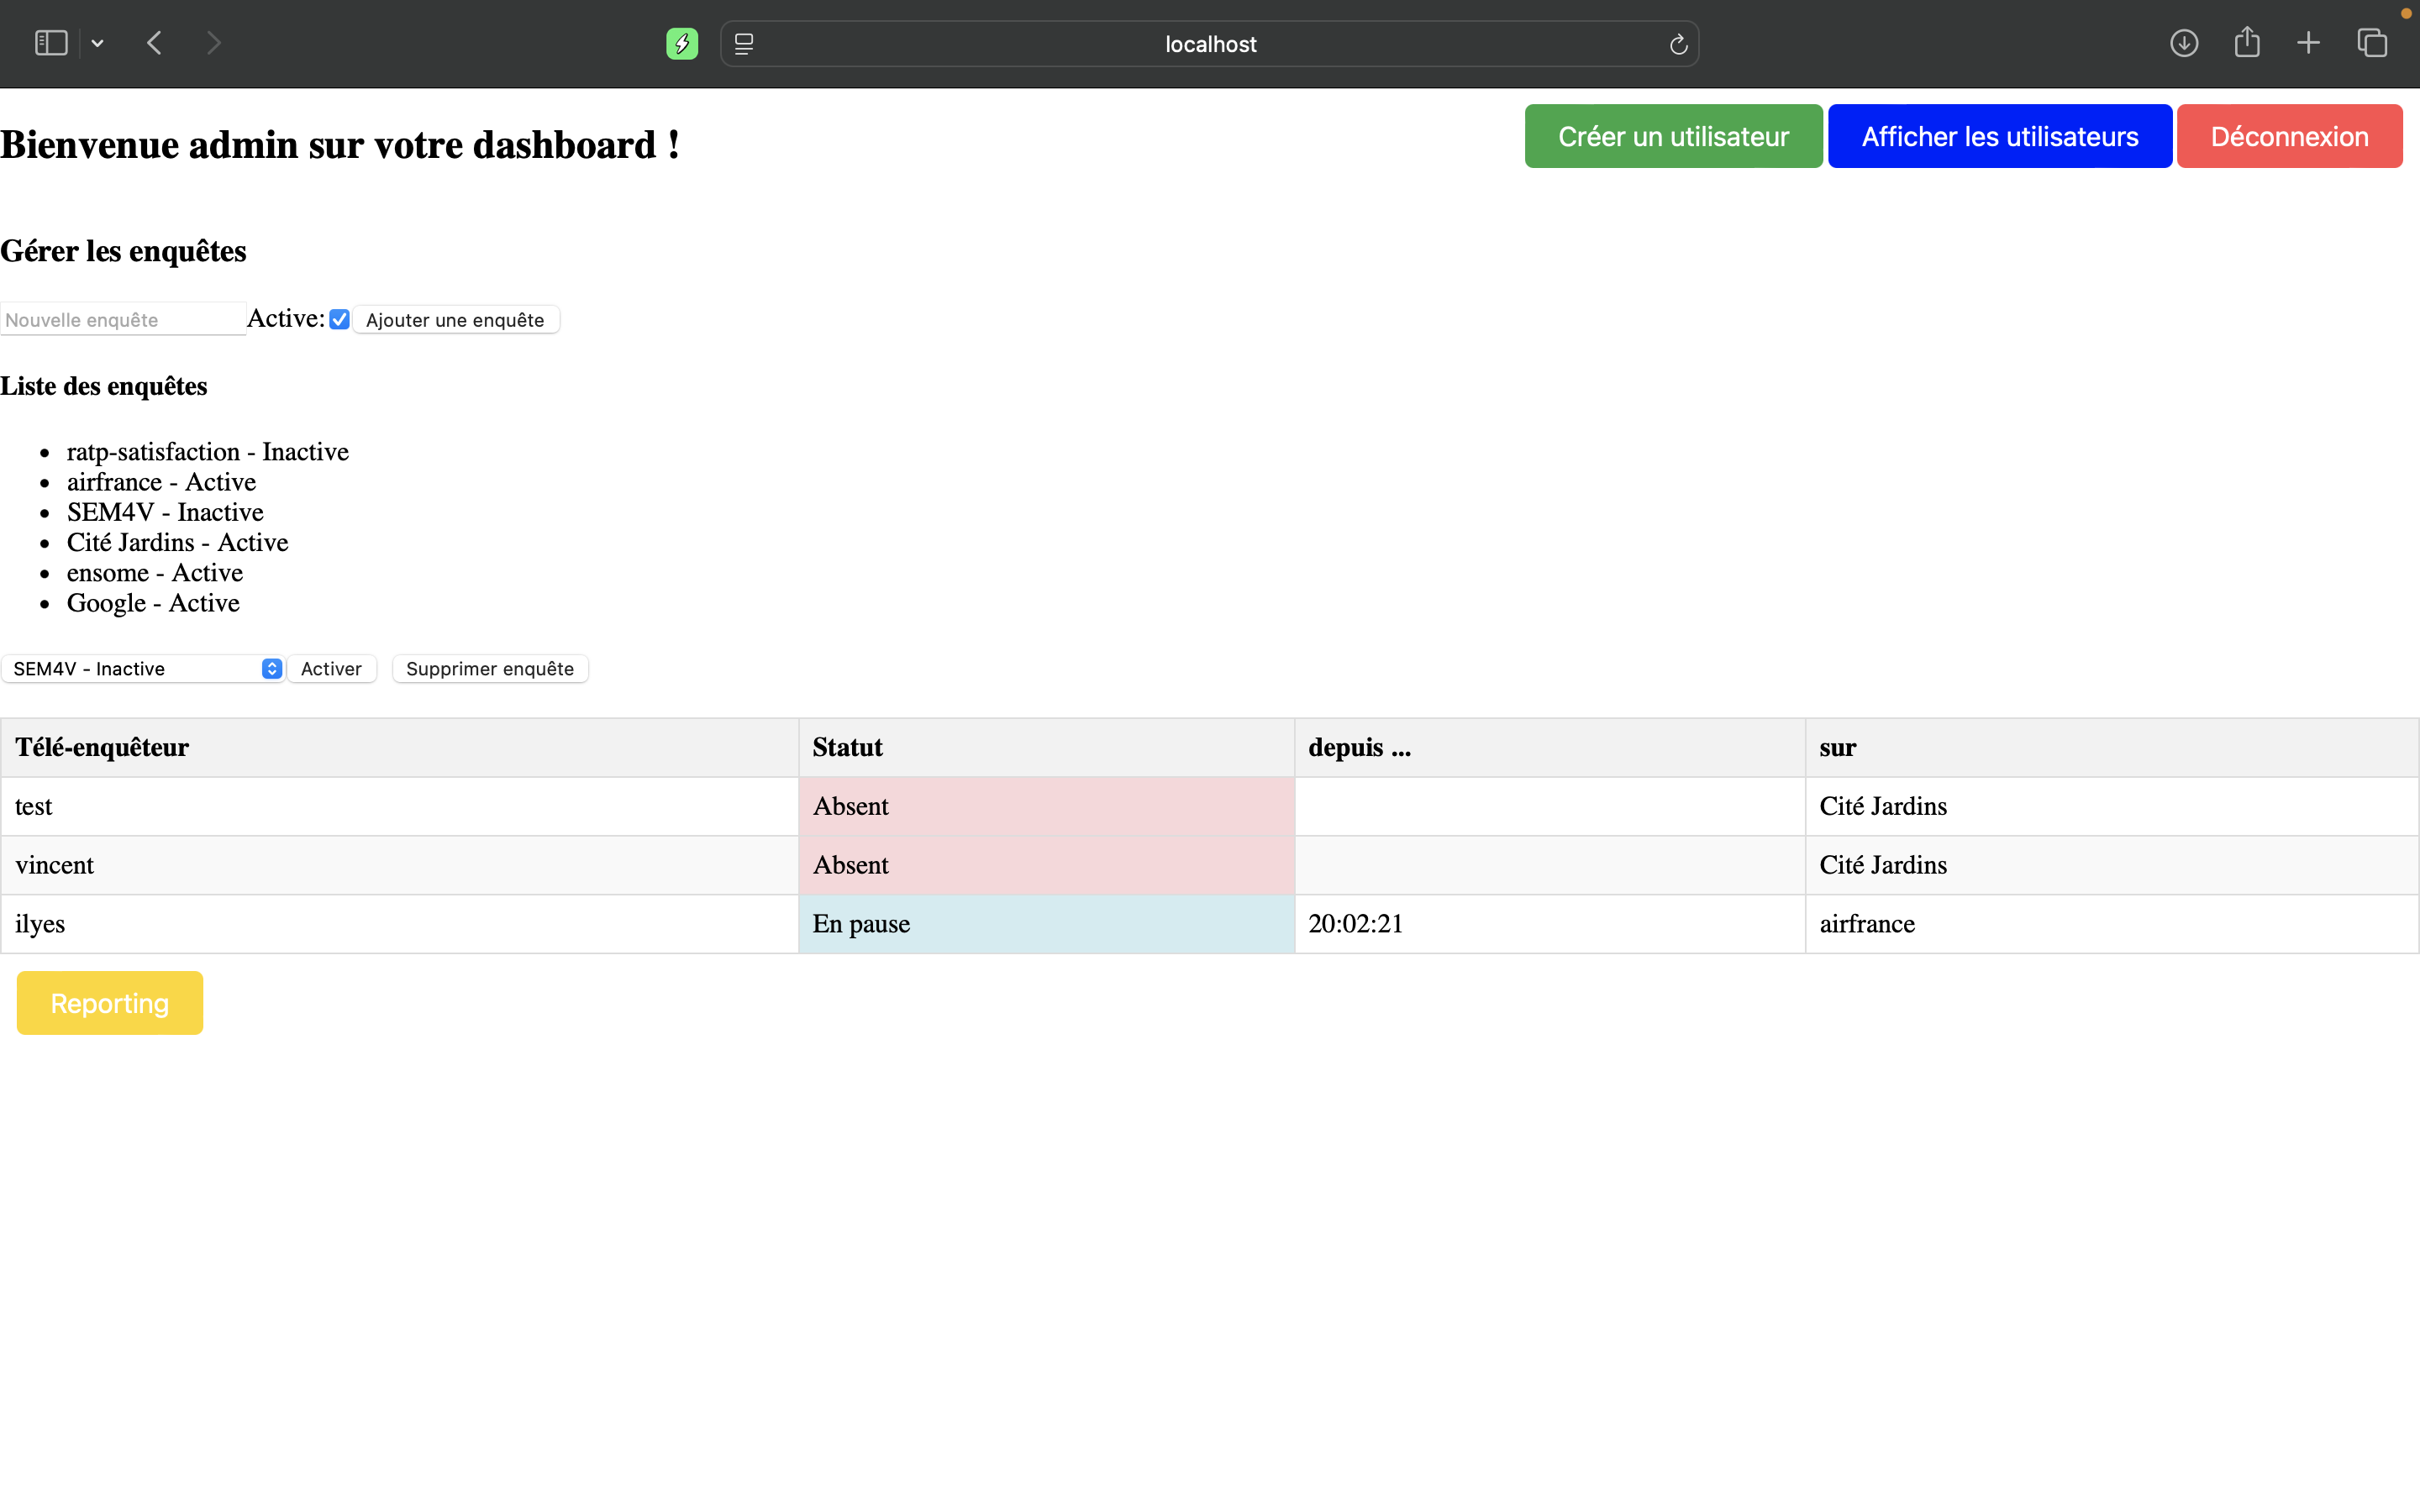 localhost
Bienvenue admin sur votre dashboard !
Créer un utilisateur
Afficher les utilisateurs
Déconnexion
Gérer les enquêtes
Nouvelle enquête Active: Ajouter une enquête
Liste des enquêtes
ratp-satisfaction - Inactive
airfrance - Active
SEM4V - Inactive
Cité Jardins - Active
ensome - Active
Google - Active
SEM4V - Inactive Activer Supprimer enquête
Télé-enquêteur Statut depuis ... sur
test Absent Cité Jardins
vincent Absent Cité Jardins
ilyes En pause 20:02:21 airfrance
Reporting